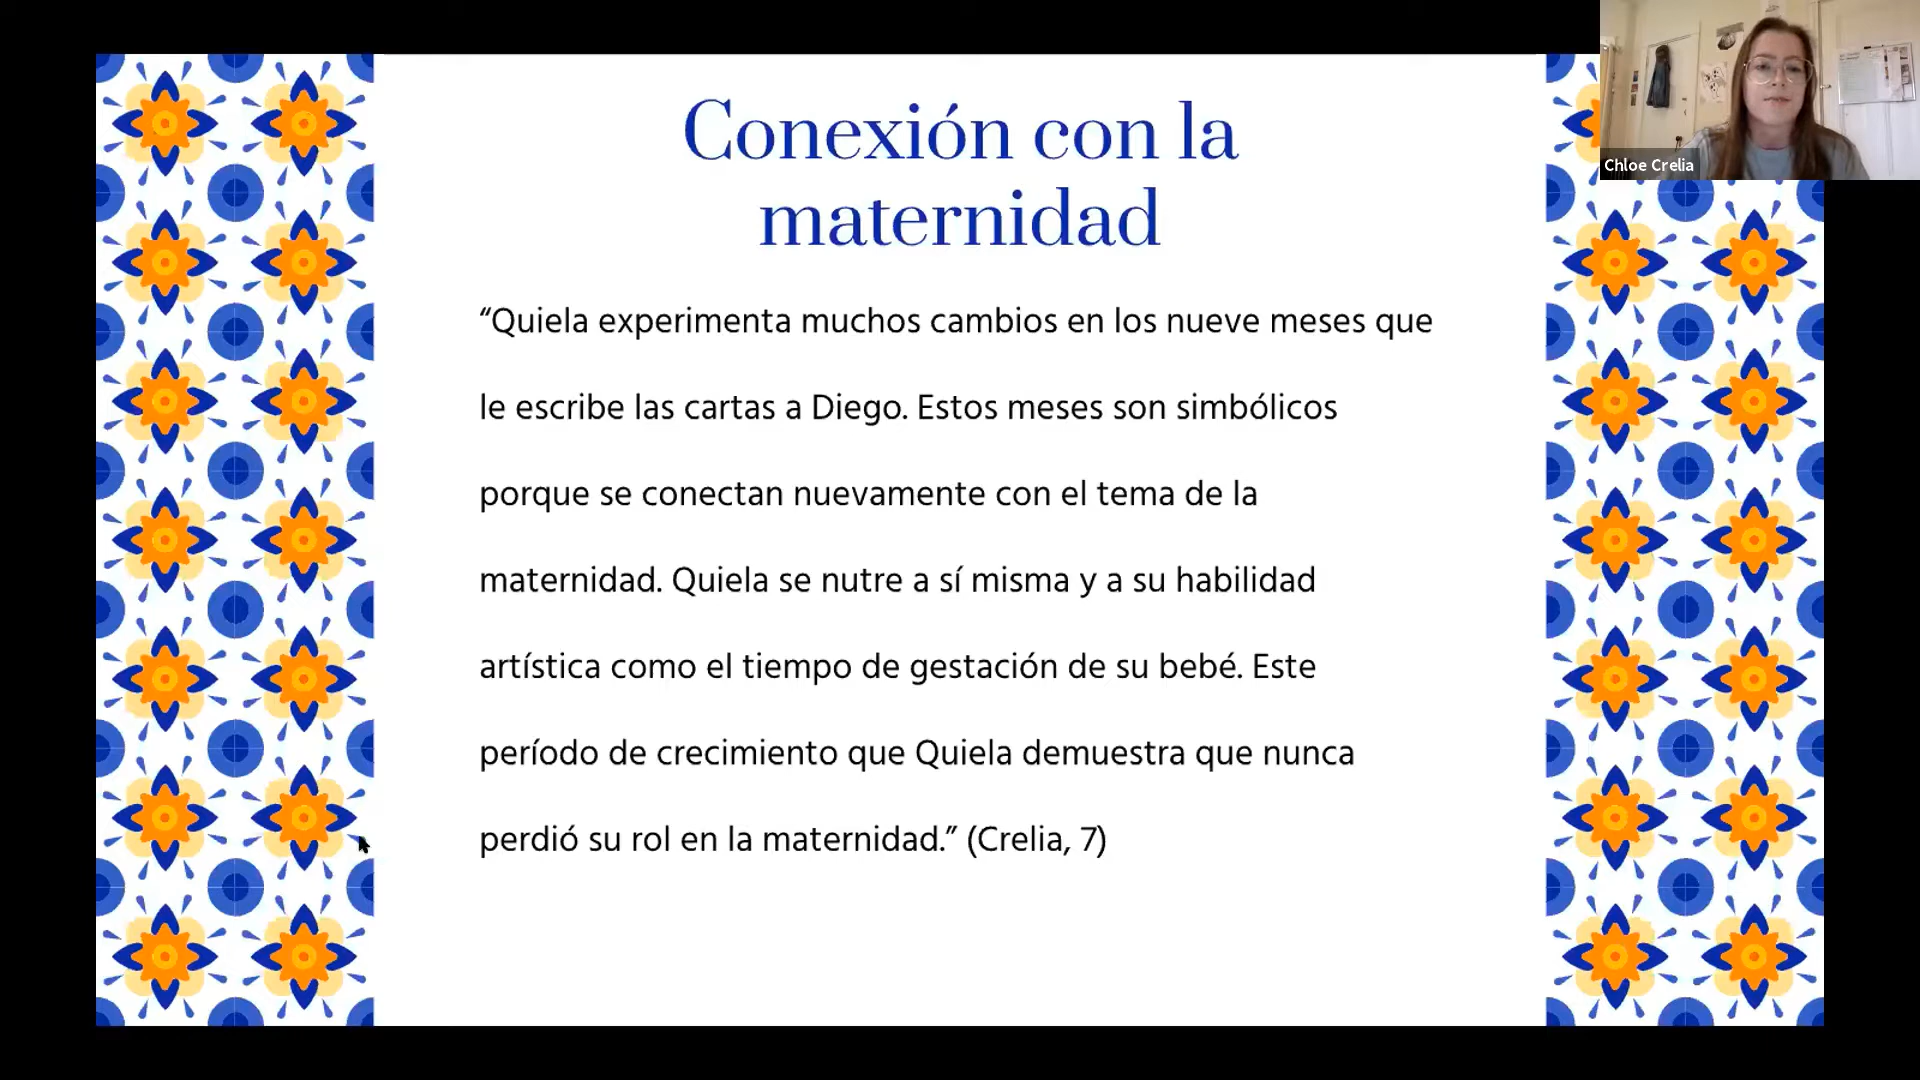 Conexión con la
maternidad
“Quiela experimenta muchos cambios en los nueve meses que
le escribe las cartas a Diego. Estos meses son simbólicos
porque se conectan nuevamente con el tema de la
maternidad. Quiela se nutre a sí misma y a su habilidad
artística como el tiempo de gestación de su bebé. Este
período de crecimiento que Quiela demuestra que nunca
perdió su rol en la maternidad.” (Crelia, 7)
Chloe Crelia